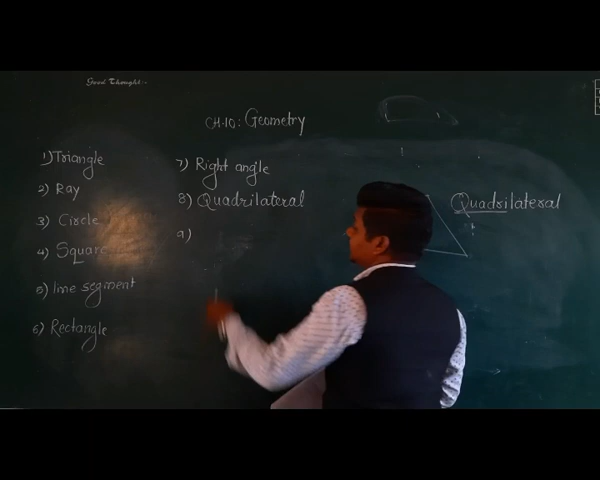 Good Thought:-
CH.10: Geometry
1) Triangle
2) Ray
3) Circle
4) Square
5) line segment
6) Rectangle
7) Right angle
8) Quadrilateral
9)
Quadrilateral